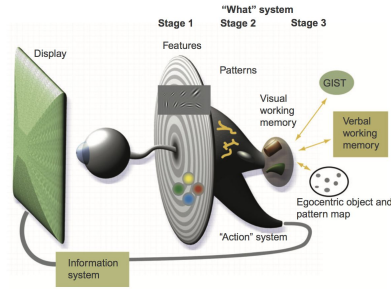 "What" system
Stage 1 Stage 2 Stage 3
Display
Features
Patterns
Visual
working
memory
GIST
Verbal
working
memory
Egocentric object and
pattern map
"Action" system
Information
system